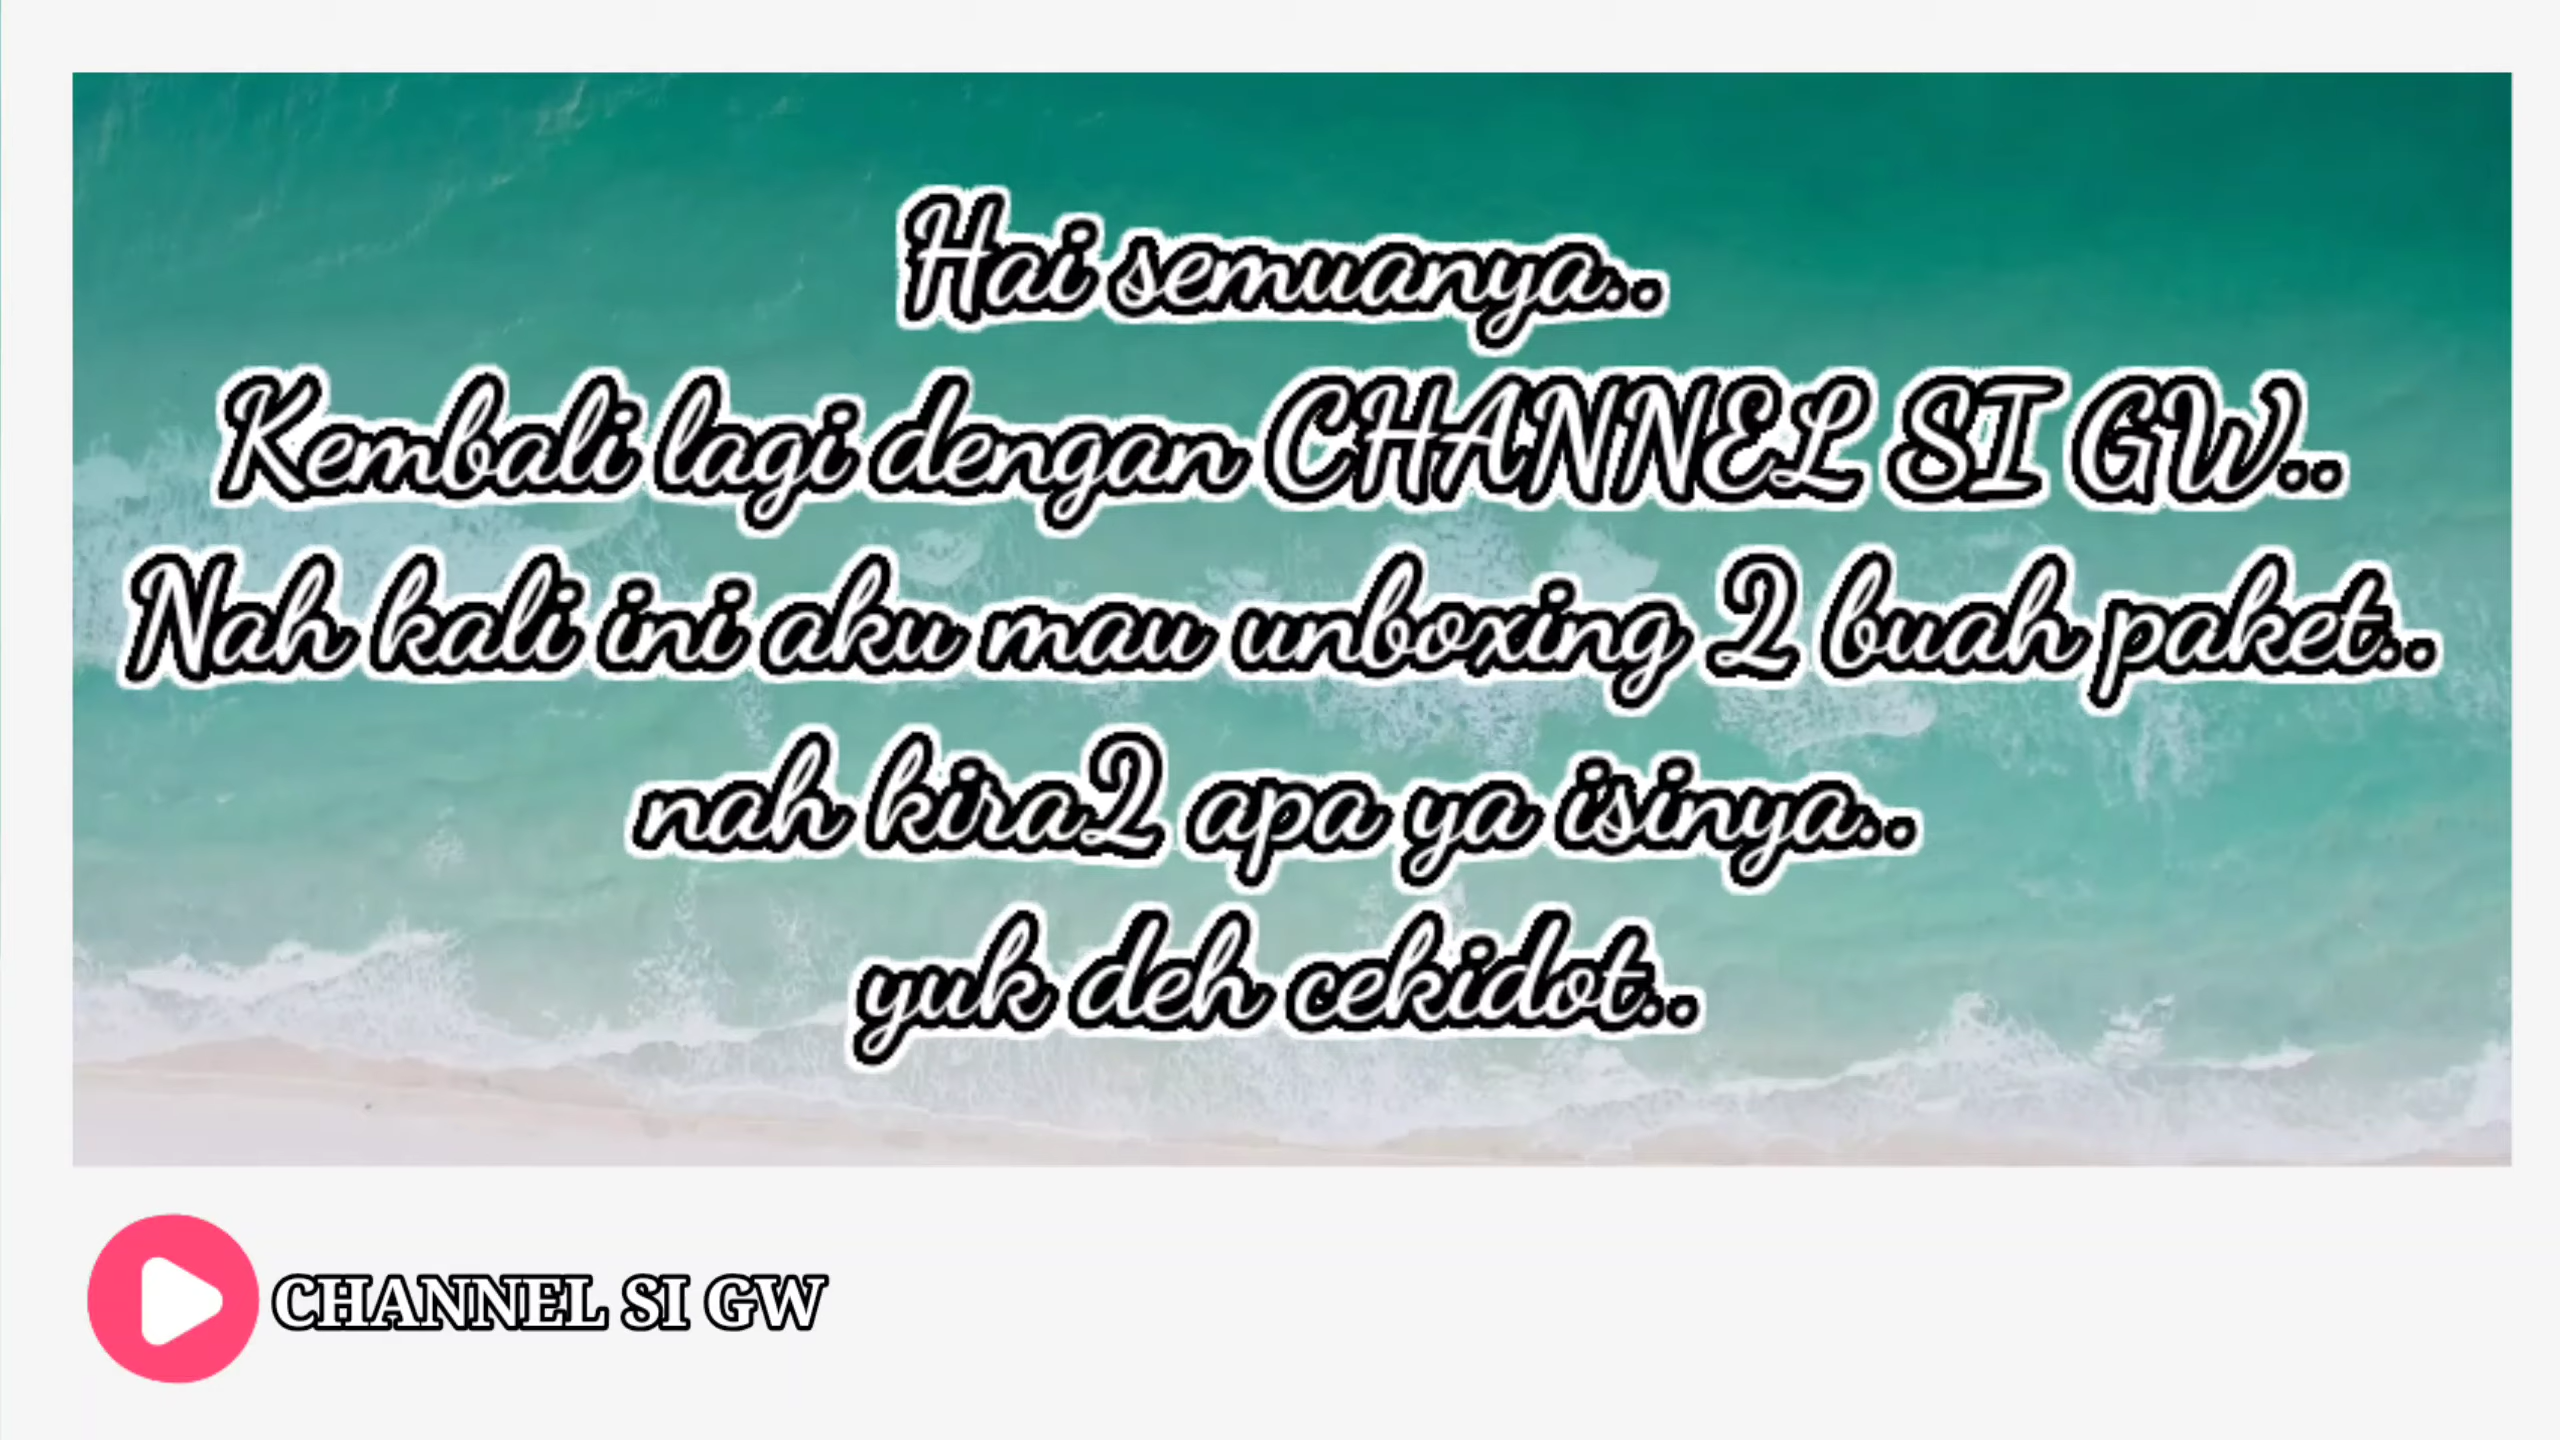 Hai semuanya..
Kembali lagi dengan CHANNEL SI GW..
Nah kali ini aku mau unboxing 2 buah paket..
nah kira2 apa ya isinya..
yuk deh cekidot..
CHANNEL SI GW